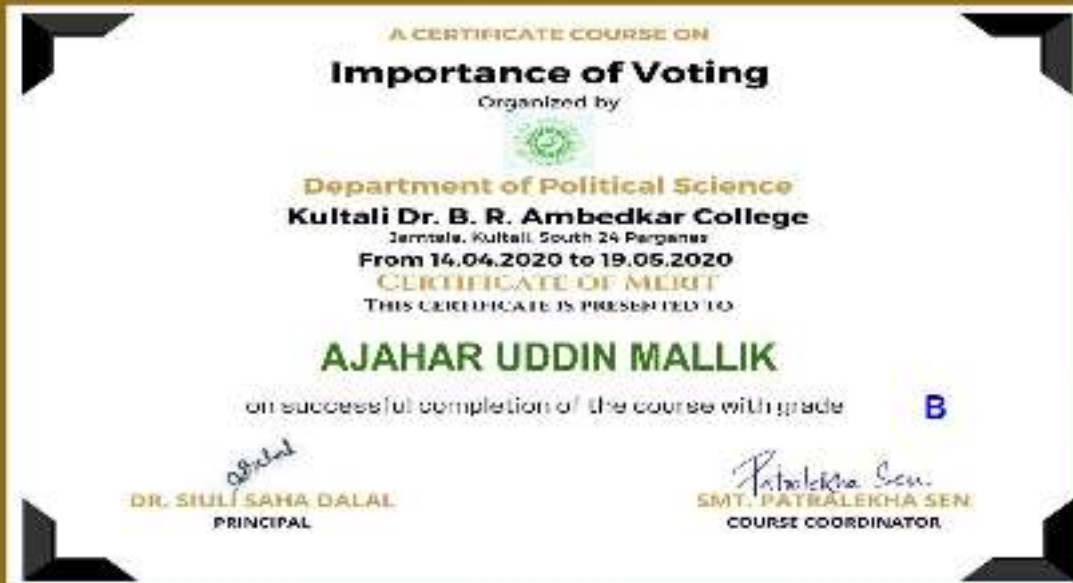 A CERTIFICATE COURSE ON
Importance of Voting
Organized by
Department of Political Science
Kultali Dr. B. R. Ambedkar College
Jamtala, Kultali, South 24 Parganas
From 14.04.2020 to 19.05.2020
CERTIFICATE OF MERIT
THIS CERTIFICATE IS PRESENTED TO
AJAHAR UDDIN MALLIK
on successful completion of the course with grade B
Patralekha Sen.
DR. SIULI SAHA DALAL
SMT. PATRALEKHA SEN
PRINCIPAL
COURSE COORDINATOR